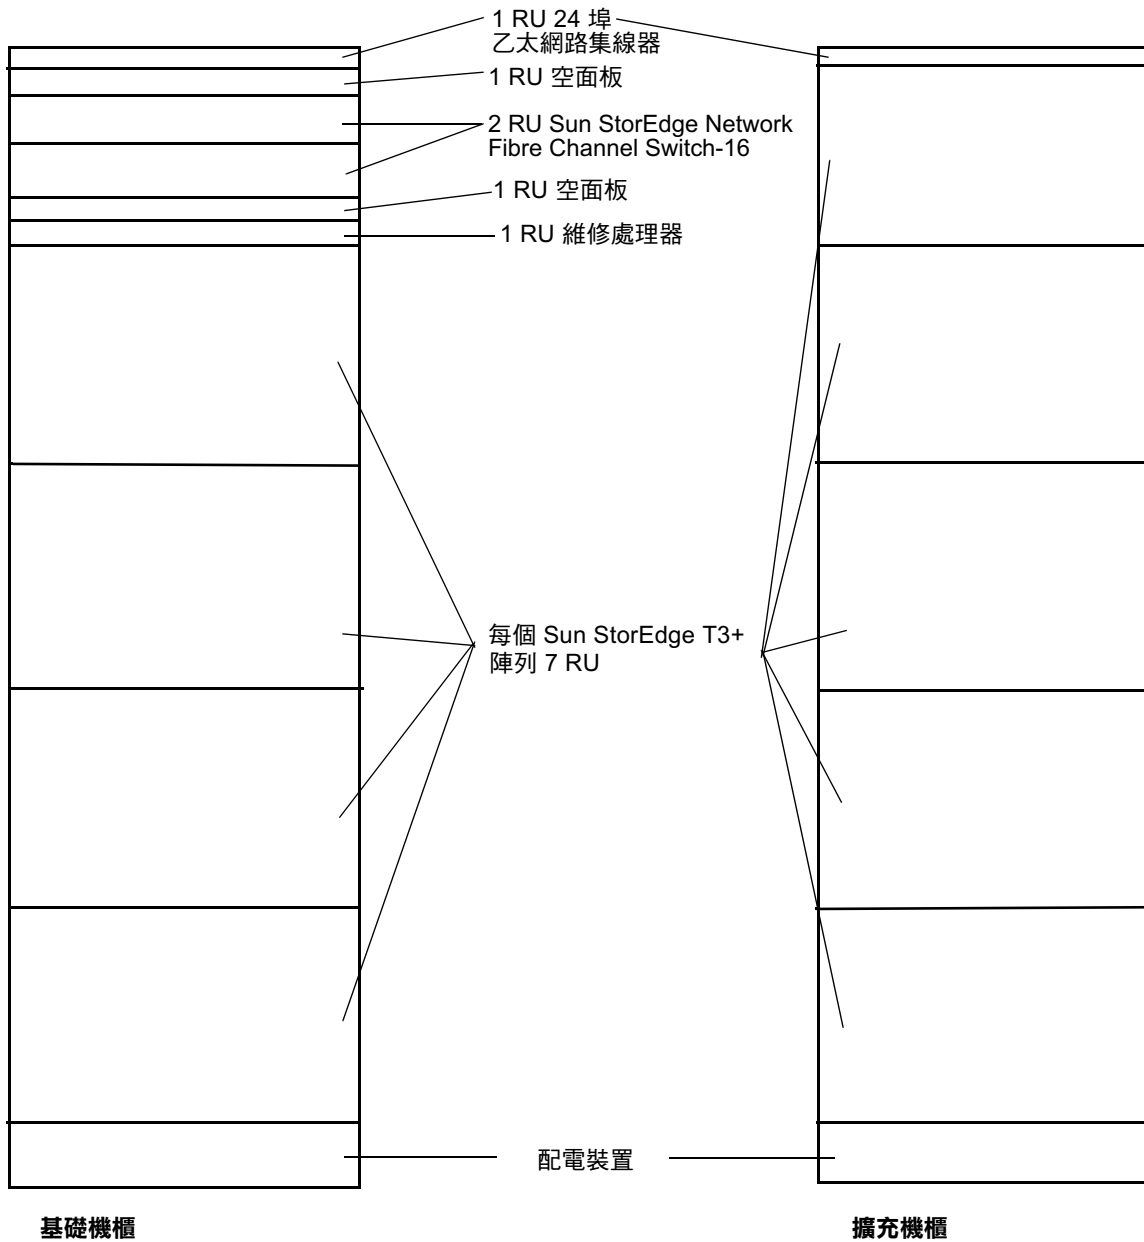 1 RU 24 埠
乙太網路集線器
1 RU 空面板
2 RU Sun StorEdge Network
Fibre Channel Switch-16
1 RU 空面板
1 RU 維修處理器
每個 Sun StorEdge T3+
陣列 7 RU
配電裝置
基礎機櫃
擴充機櫃